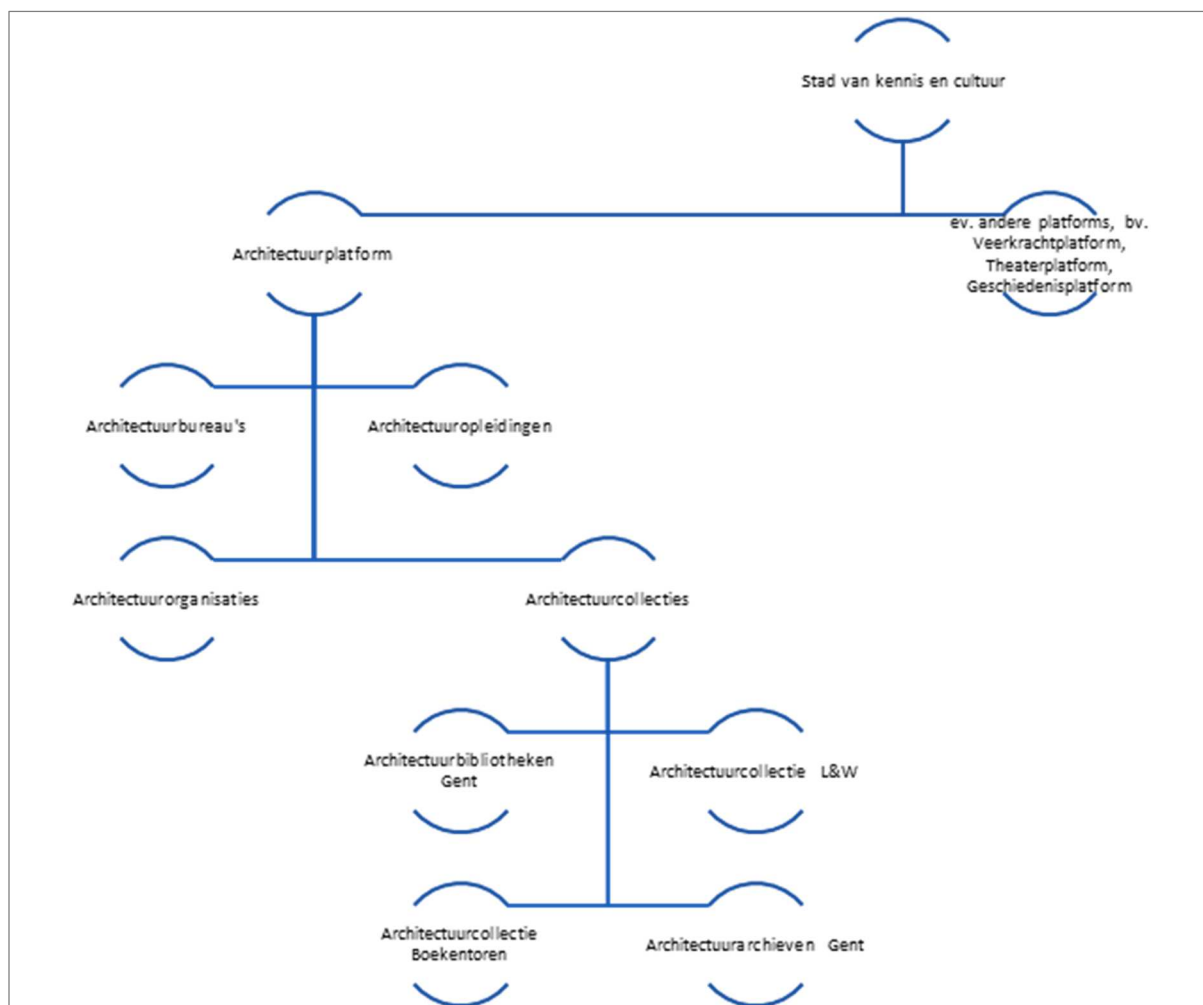 Stad van kennis en cultuur
Architectuurplatform
ev. andere platforms, bv.
Veerkrachtplatform,
Theaterplatform,
Geschiedenisplatform
Architectuurbureau's
Architectuuropleidingen
Architectuurorganisaties
Architectuurcollecties
Architectuurbibliotheken
Gent
Architectuurcollectie L&W
Architectuurcollectie
Boekentoren
Architectuurarchieven Gent